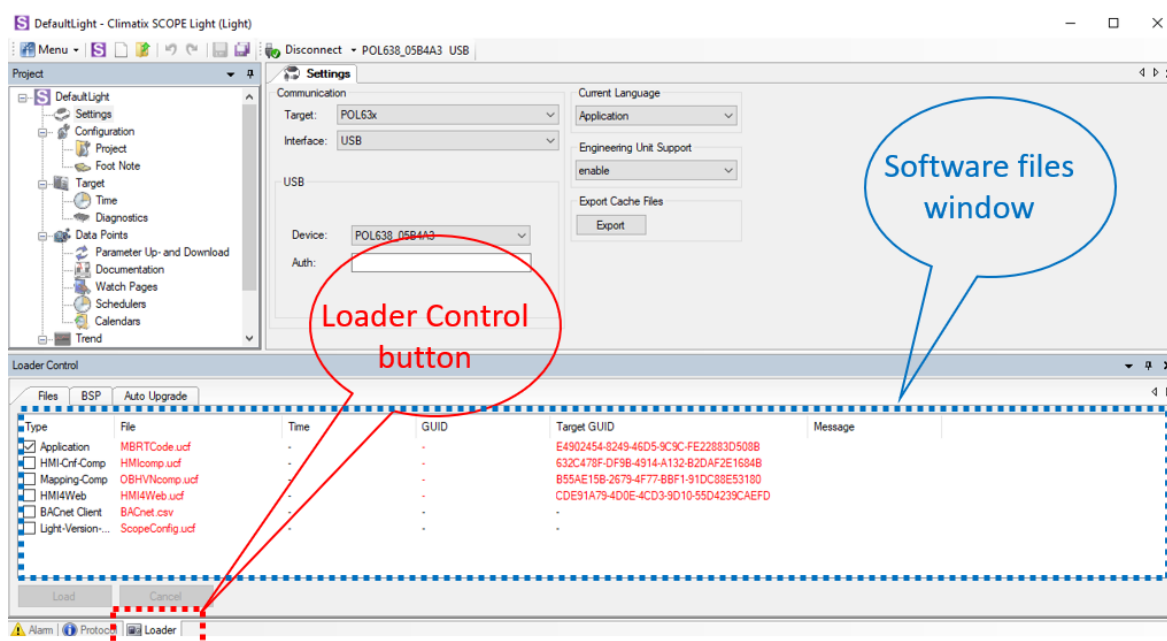 DefaultLight - Climatix SCOPE Light (Light)
Menu
Disconnect
POL638_05B4A3 USB
Project
DefaultLight
Settings
Configuration
Project
Foot Note
Target
Time
Diagnostics
Data Points
Parameter Up- and Download
Documentation
Watch Pages
Schedulers
Calendars
Trend
Settings
Communication
Target: POL63x
Interface: USB
USB
Device: POL638_05B4A3
Auth:
Current Language
Application
Engineering Unit Support
enable
Export Cache Files
Export
Software files
window
Loader Control
button
Loader Control
Files BSP Auto Upgrade
Type File Time GUID Target GUID Message
Application MBRTCode.ucf - - E4902454-8249-46D5-9C9C-FE22883D508B
HMI-Cnf-Comp HMIcomp.ucf - - 632C478F-DF9B-4914-A132-B2DAF2E1684B
Mapping-Comp OBHVNcomp.ucf - - B55AE15B-2679-4F77-BBF1-91DC88E53180
HMI4Web HMI4Web.ucf - - CDE91A79-4D0E-4CD3-9D10-55D4239CAEFD
BACnet Client BACnet.csv - - -
Light-Version-... ScopeConfig.ucf - - -
Load Cancel
Alarm Protocol Loader